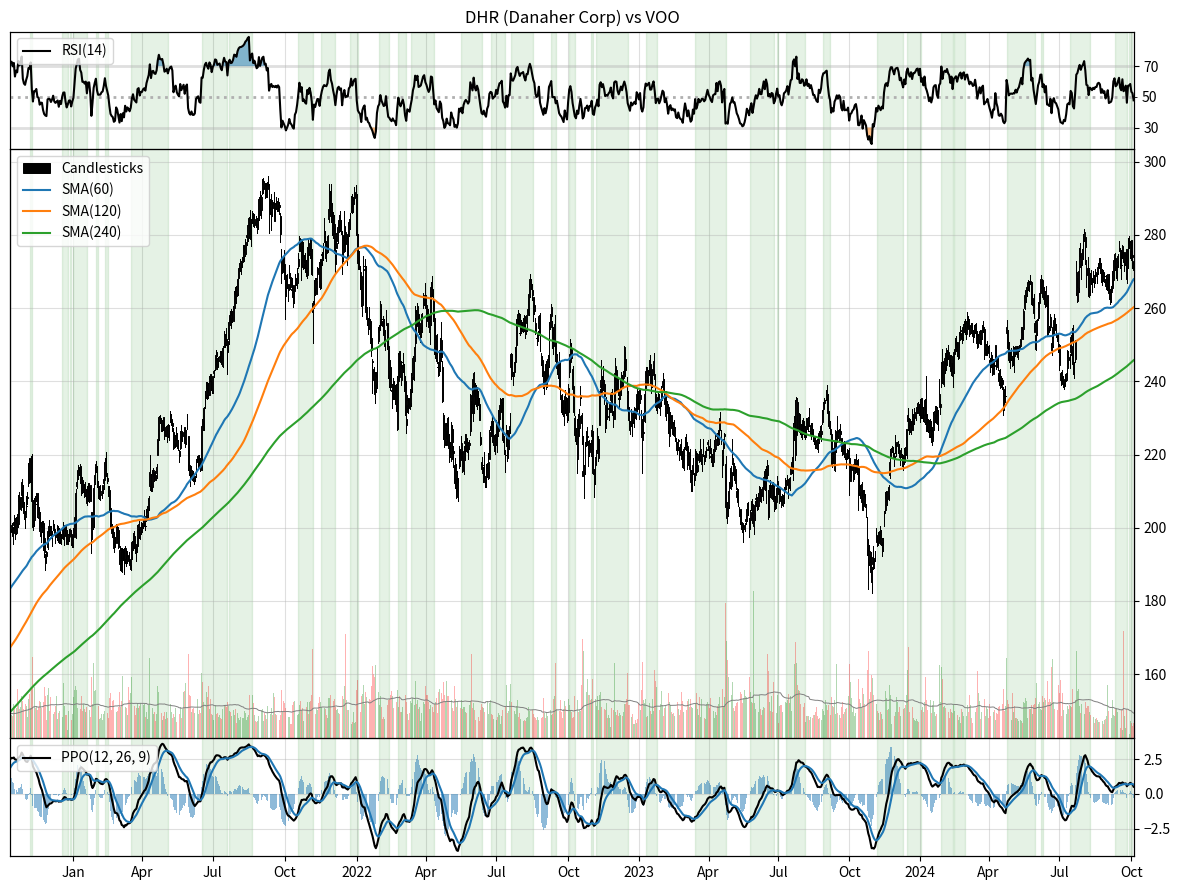 DHR (Danaher Corp) vs VOO
RSI(14)
70
50
30
Candlesticks
SMA(60)
SMA(120)
SMA(240)
300
280
260
240
220
200
180
160
PPO(12, 26, 9)
2.5
0.0
−2.5
Jan Apr Jul Oct 2022 Apr Jul Oct 2023 Apr Jul Oct 2024 Apr Jul Oct